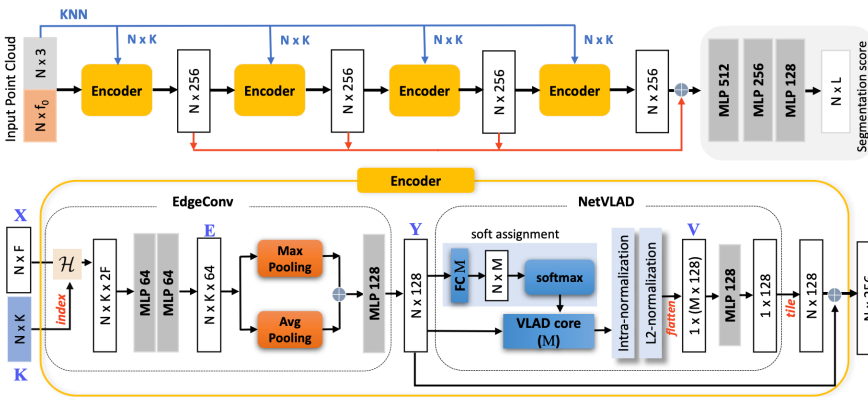 KNN
Input Point Cloud
N x 3
N x f₀
N x K
N x K
N x K
Encoder
N x 256
Encoder
N x 256
Encoder
N x 256
Encoder
N x 256
MLP 512
MLP 256
MLP 128
N x L
Segmentation score
Encoder
EdgeConv
NetVLAD
X
N x F
N x K
K
H
index
N x K x 2F
MLP 64
MLP 64
E
N x K x 64
Max
Pooling
Avg
Pooling
MLP 128
Y
N x 128
soft assignment
FC M
N x M
softmax
VLAD core
(M)
Intra-normalization
L2-normalization
flatten
V
1 x (M x 128)
MLP 128
1 x 128
tile
N x 128